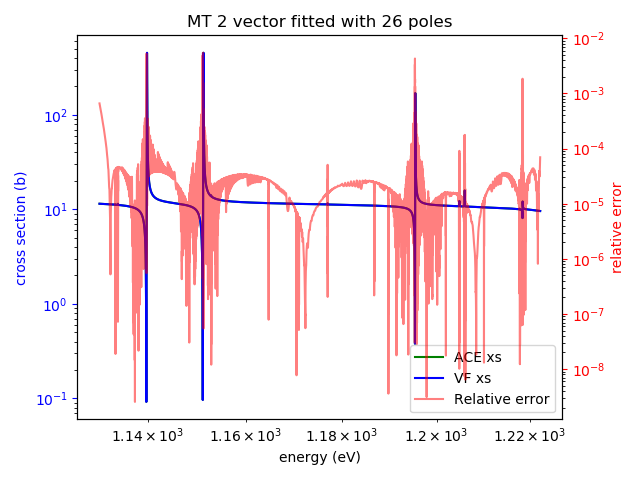 MT 2 vector fitted with 26 poles
10²
10¹
10⁰
10⁻¹
cross section (b)
10⁻²
10⁻³
10⁻⁴
10⁻⁵
10⁻⁶
10⁻⁷
10⁻⁸
relative error
ACE xs
VF xs
Relative error
1.14 × 10³ 1.16 × 10³ 1.18 × 10³ 1.2 × 10³ 1.22 × 10³
energy (eV)